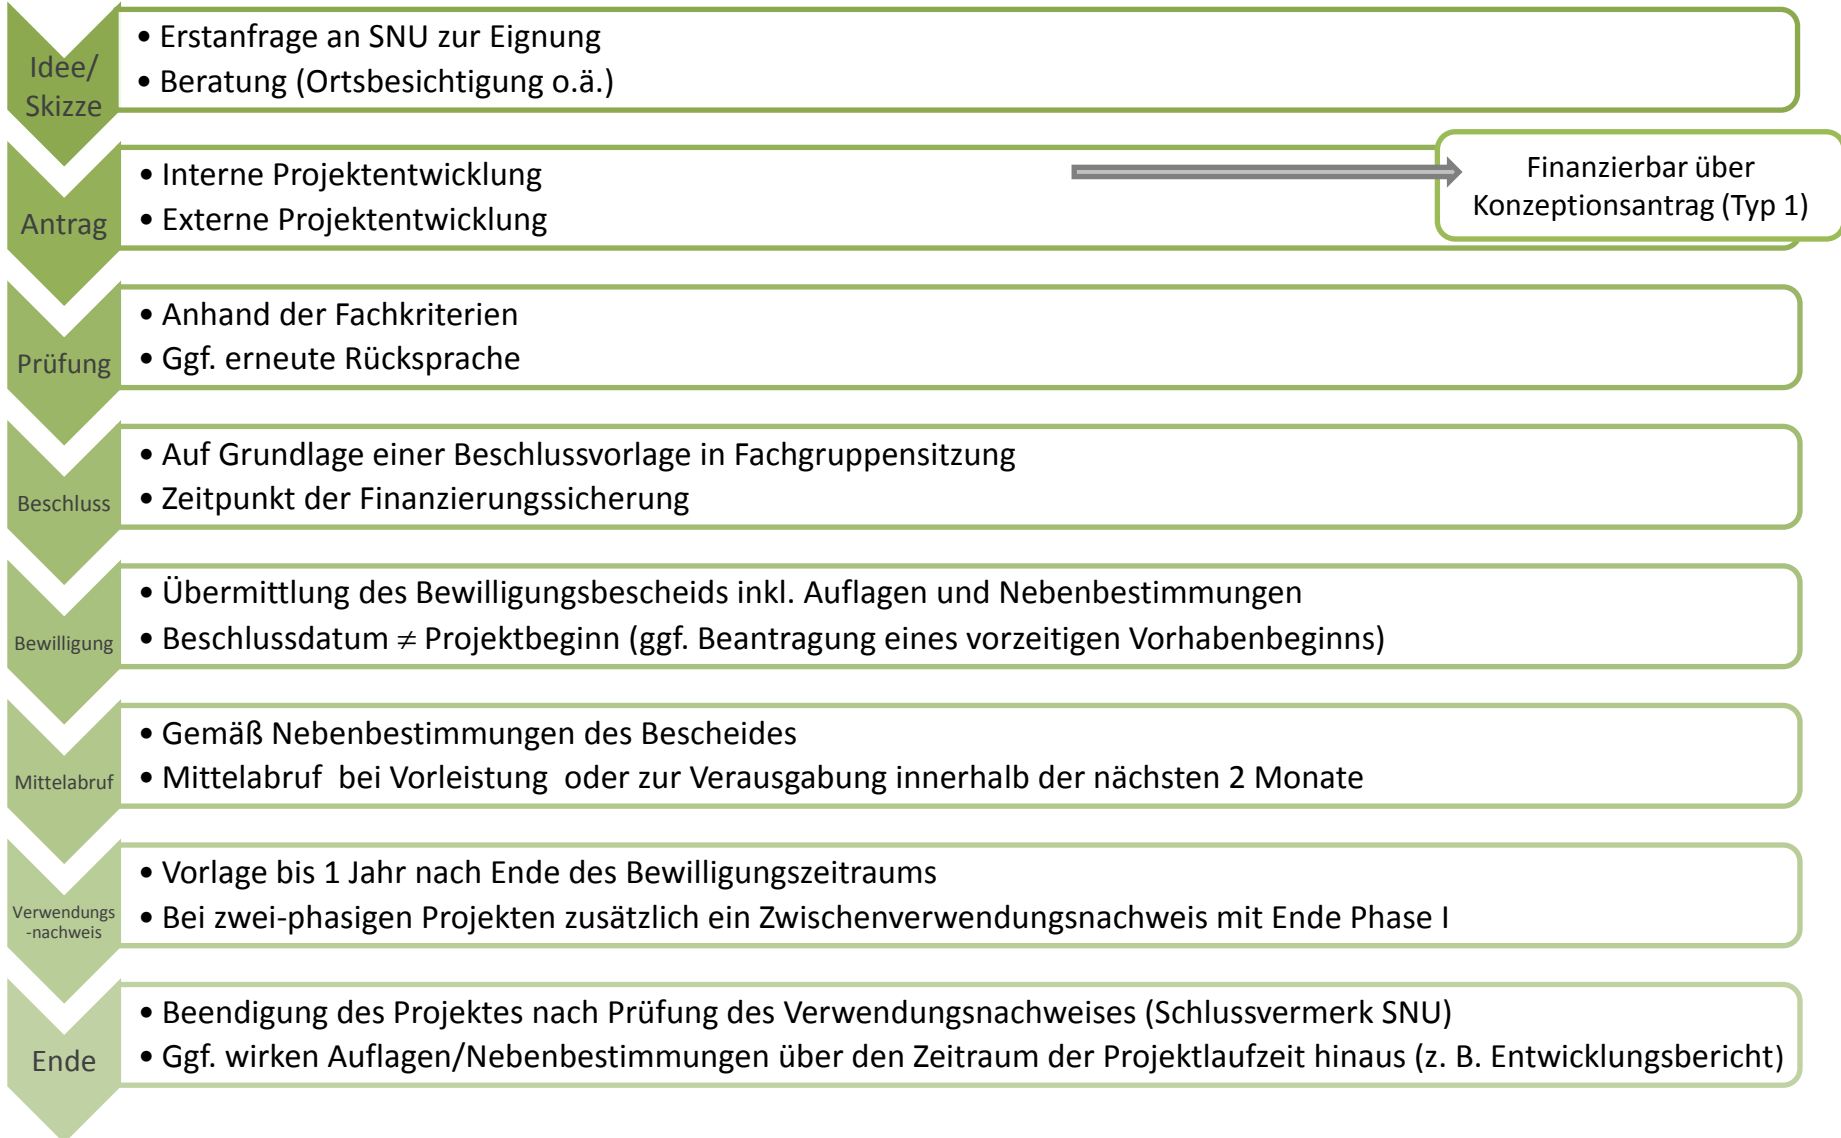 Idee/
Skizze
• Erstanfrage an SNU zur Eignung
• Beratung (Ortsbesichtigung o.ä.)
Antrag
• Interne Projektentwicklung
• Externe Projektentwicklung
Finanzierbar über
Konzeptionsantrag (Typ 1)
Prüfung
• Anhand der Fachkriterien
• Ggf. erneute Rücksprache
Beschluss
• Auf Grundlage einer Beschlussvorlage in Fachgruppensitzung
• Zeitpunkt der Finanzierungssicherung
Bewilligung
• Übermittlung des Bewilligungsbescheids inkl. Auflagen und Nebenbestimmungen
• Beschlussdatum ≠ Projektbeginn (ggf. Beantragung eines vorzeitigen Vorhabenbeginns)
Mittelabruf
• Gemäß Nebenbestimmungen des Bescheides
• Mittelabruf bei Vorleistung oder zur Verausgabung innerhalb der nächsten 2 Monate
Verwendungs
-nachweis
• Vorlage bis 1 Jahr nach Ende des Bewilligungszeitraums
• Bei zwei-phasigen Projekten zusätzlich ein Zwischenverwendungsnachweis mit Ende Phase I
Ende
• Beendigung des Projektes nach Prüfung des Verwendungsnachweises (Schlussvermerk SNU)
• Ggf. wirken Auflagen/Nebenbestimmungen über den Zeitraum der Projektlaufzeit hinaus (z. B. Entwicklungsbericht)